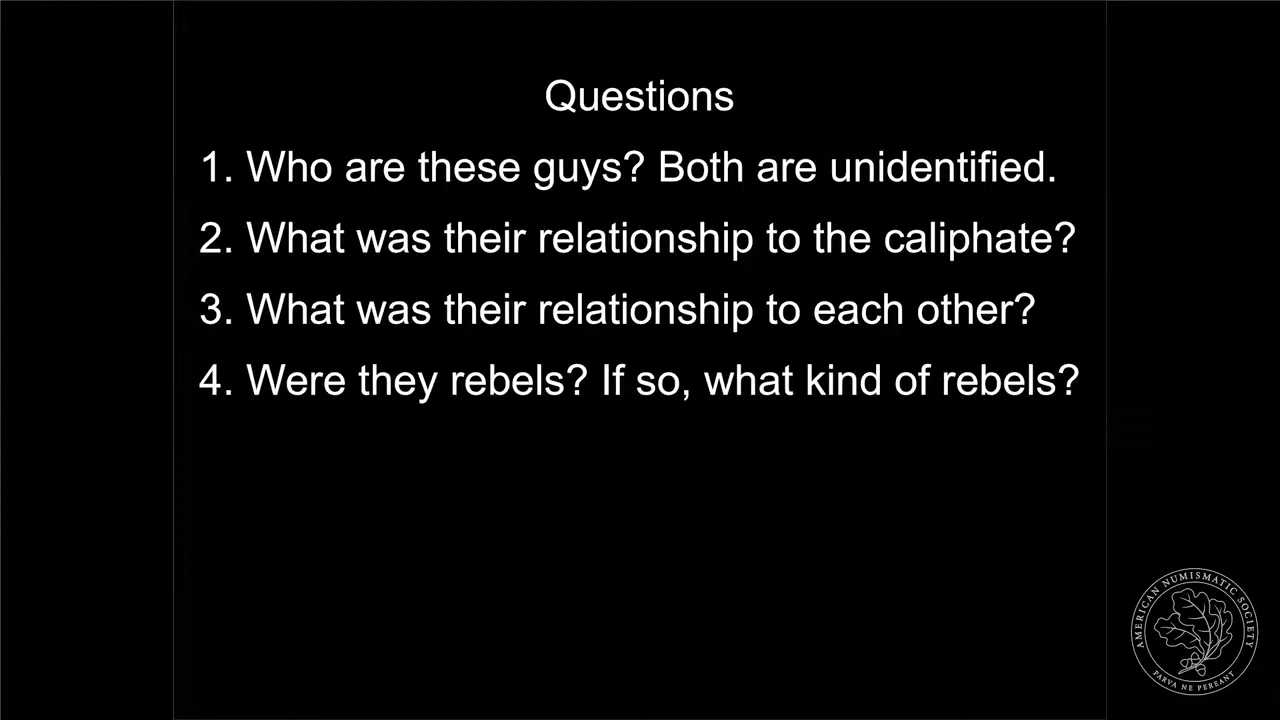 Questions
1. Who are these guys? Both are unidentified.
2. What was their relationship to the caliphate?
3. What was their relationship to each other?
4. Were they rebels? If so, what kind of rebels?
AMERICAN NUMISMATIC SOCIETY
PARVA NE PEREANT